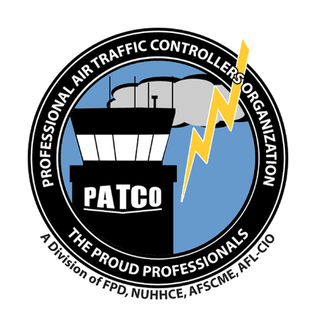 PROFESSIONAL AIR TRAFFIC CONTROLLERS ORGANIZATION
PATCO
THE PROUD PROFESSIONALS
A Division of FPD, NUHHCE, AFSCME, AFL-CIO